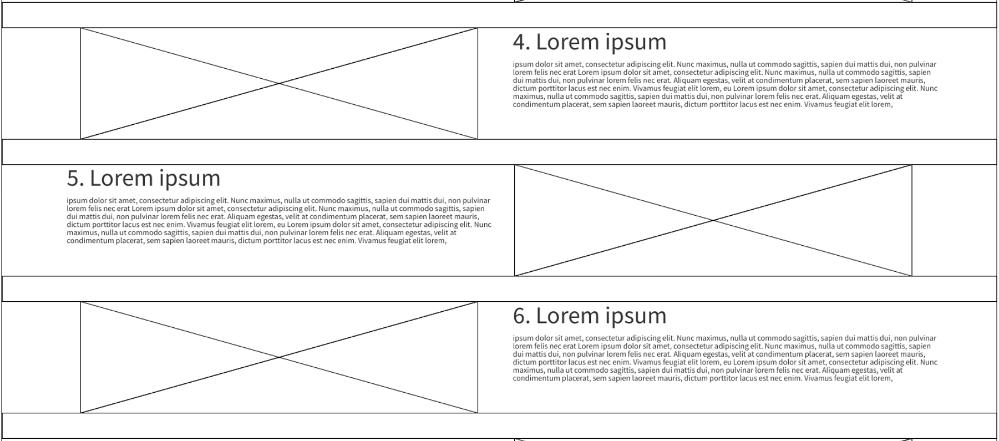 4. Lorem ipsum
ipsum dolor sit amet, consectetur adipiscing elit. Nunc maximus, nulla ut commodo sagittis, sapien dui mattis dui, non pulvinar
lorem felis nec erat Lorem ipsum dolor sit amet, consectetur adipiscing elit. Nunc maximus, nulla ut commodo sagittis, sapien
dui mattis dui, non pulvinar lorem felis nec erat. Aliquam egestas, velit at condimentum placerat, sem sapien laoreet mauris,
dictum porttitor lacus est nec enim. Vivamus feugiat elit lorem, eu Lorem ipsum dolor sit amet, consectetur adipiscing elit. Nunc
maximus, nulla ut commodo sagittis, sapien dui mattis dui, non pulvinar lorem felis nec erat. Aliquam egestas, velit at
condimentum placerat, sem sapien laoreet mauris, dictum porttitor lacus est nec enim. Vivamus feugiat elit lorem,
5. Lorem ipsum
ipsum dolor sit amet, consectetur adipiscing elit. Nunc maximus, nulla ut commodo sagittis, sapien dui mattis dui, non pulvinar
lorem felis nec erat Lorem ipsum dolor sit amet, consectetur adipiscing elit. Nunc maximus, nulla ut commodo sagittis, sapien
dui mattis dui, non pulvinar lorem felis nec erat. Aliquam egestas, velit at condimentum placerat, sem sapien laoreet mauris,
dictum porttitor lacus est nec enim. Vivamus feugiat elit lorem, eu Lorem ipsum dolor sit amet, consectetur adipiscing elit. Nunc
maximus, nulla ut commodo sagittis, sapien dui mattis dui, non pulvinar lorem felis nec erat. Aliquam egestas, velit at
condimentum placerat, sem sapien laoreet mauris, dictum porttitor lacus est nec enim. Vivamus feugiat elit lorem,
6. Lorem ipsum
ipsum dolor sit amet, consectetur adipiscing elit. Nunc maximus, nulla ut commodo sagittis, sapien dui mattis dui, non pulvinar
lorem felis nec erat Lorem ipsum dolor sit amet, consectetur adipiscing elit. Nunc maximus, nulla ut commodo sagittis, sapien
dui mattis dui, non pulvinar lorem felis nec erat. Aliquam egestas, velit at condimentum placerat, sem sapien laoreet mauris,
dictum porttitor lacus est nec enim. Vivamus feugiat elit lorem, eu Lorem ipsum dolor sit amet, consectetur adipiscing elit. Nunc
maximus, nulla ut commodo sagittis, sapien dui mattis dui, non pulvinar lorem felis nec erat. Aliquam egestas, velit at
condimentum placerat, sem sapien laoreet mauris, dictum porttitor lacus est nec enim. Vivamus feugiat elit lorem,